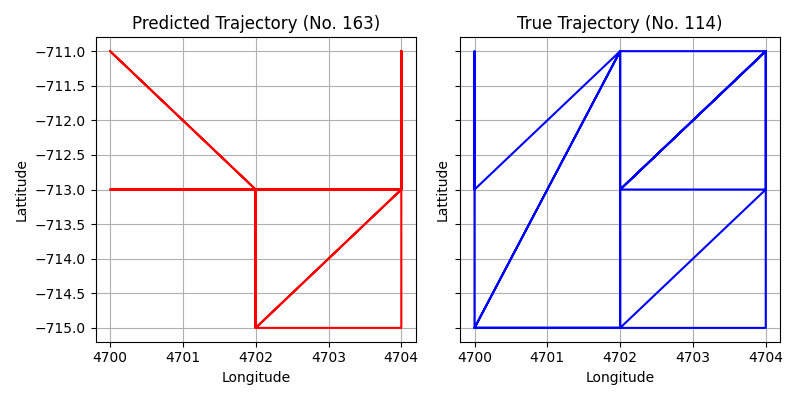 Predicted Trajectory (No. 163)
True Trajectory (No. 114)
−711.0
−711.5
−712.0
−712.5
−713.0
−713.5
−714.0
−714.5
−715.0
Lattitude
Lattitude
4700 4701 4702 4703 4704
4700 4701 4702 4703 4704
Longitude
Longitude